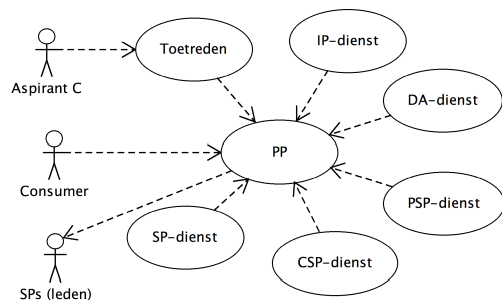 Toetreden
IP-dienst
Aspirant C
DA-dienst
PP
Consumer
PSP-dienst
SP-dienst
CSP-dienst
SPs (leden)